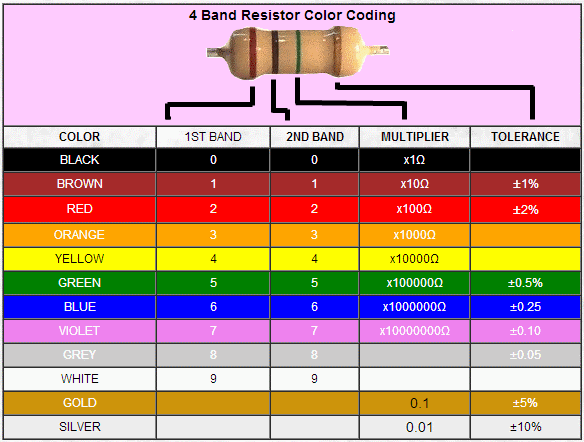 4 Band Resistor Color Coding
COLOR 1ST BAND 2ND BAND MULTIPLIER TOLERANCE
BLACK 0 0 x1Ω
BROWN 1 1 x10Ω ±1%
RED 2 2 x100Ω ±2%
ORANGE 3 3 x1000Ω
YELLOW 4 4 x10000Ω
GREEN 5 5 x100000Ω ±0.5%
BLUE 6 6 x1000000Ω ±0.25
VIOLET 7 7 x10000000Ω ±0.10
GREY 8 8 ±0.05
WHITE 9 9
GOLD 0.1 ±5%
SILVER 0.01 ±10%